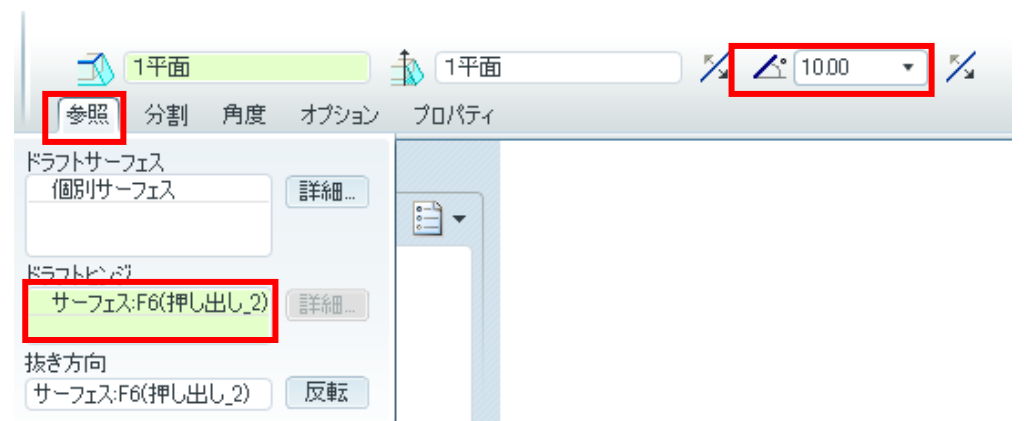 1平面 1平面 10.00
参照 分割 角度 オプション プロパティ
ドラフトサーフェス
個別サーフェス 詳細...
ドラフトヒンジ
サーフェス:F6(押し出し_2) 詳細...
抜き方向
サーフェス:F6(押し出し_2) 反転